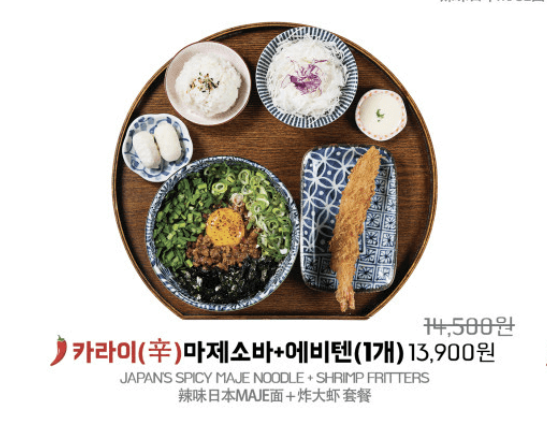 14,500원
카라이(辛)마제소바+에비텐(1개) 13,900원
JAPAN'S SPICY MAJE NOODLE + SHRIMP FRITTERS
辣味日本MAJE面 + 炸大虾 套餐